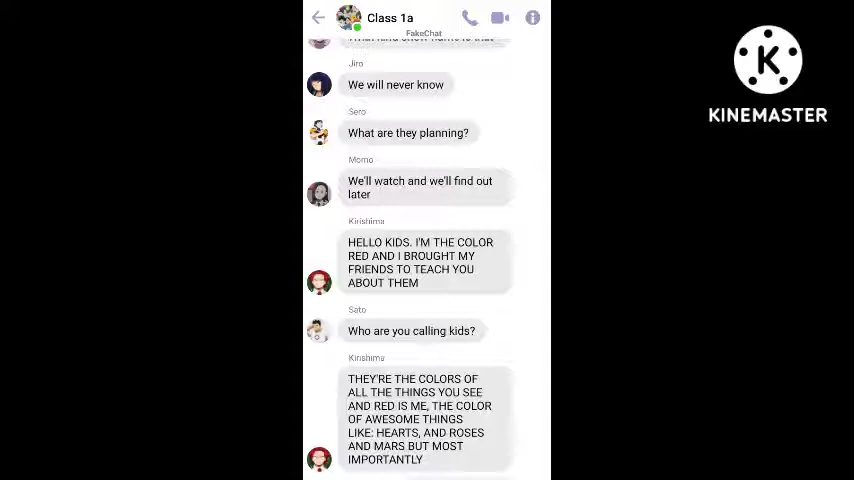 Class 1a
FakeChat
Jiro
We will never know
Sero
What are they planning?
Momo
We'll watch and we'll find out
later
Kirishima
HELLO KIDS. I'M THE COLOR
RED AND I BROUGHT MY
FRIENDS TO TEACH YOU
ABOUT THEM
Sato
Who are you calling kids?
Kirishima
THEY'RE THE COLORS OF
ALL THE THINGS YOU SEE
AND RED IS ME, THE COLOR
OF AWESOME THINGS
LIKE: HEARTS, AND ROSES
AND MARS BUT MOST
IMPORTANTLY
K
KINEMASTER